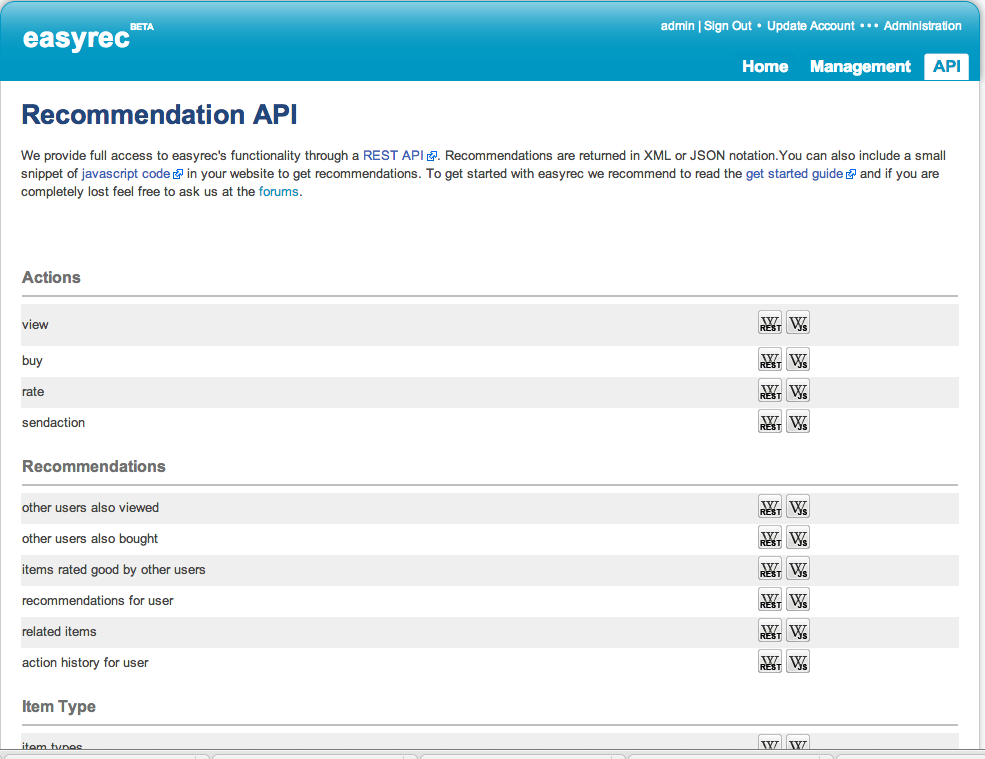 easyrec BETA
admin | Sign Out • Update Account • • • Administration
Home Management API
Recommendation API
We provide full access to easyrec's functionality through a REST API. Recommendations are returned in XML or JSON notation.You can also include a small
snippet of javascript code in your website to get recommendations. To get started with easyrec we recommend to read the get started guide and if you are
completely lost feel free to ask us at the forums.
Actions
view W REST W JS
buy W REST W JS
rate W REST W JS
sendaction W REST W JS
Recommendations
other users also viewed W REST W JS
other users also bought W REST W JS
items rated good by other users W REST W JS
recommendations for user W REST W JS
related items W REST W JS
action history for user W REST W JS
Item Type
item types W W